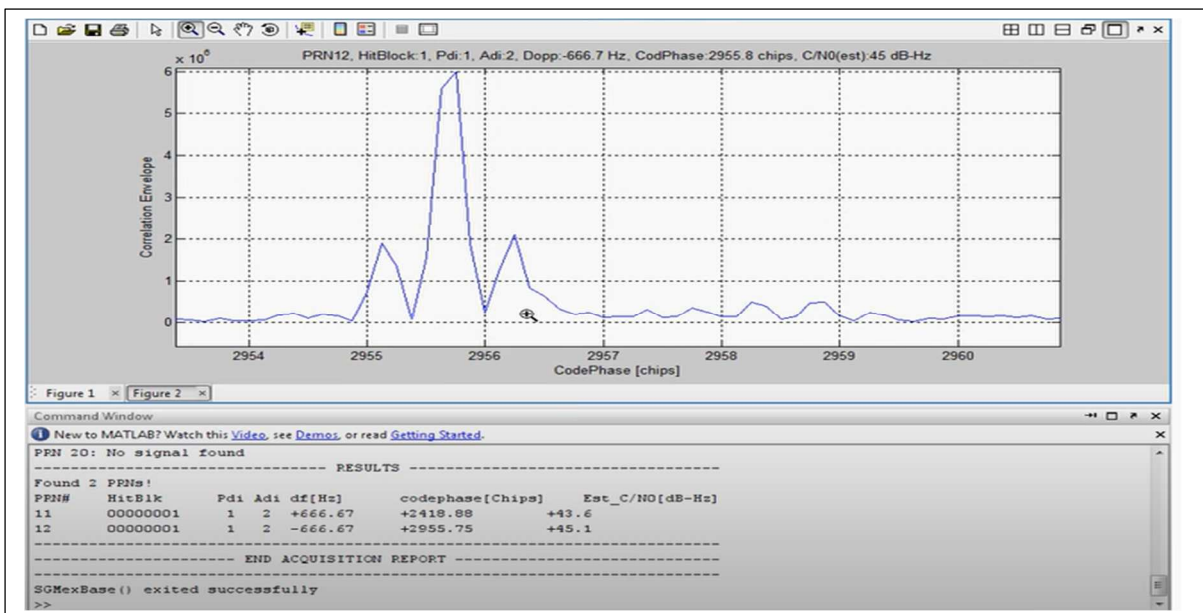 PRN12, HitBlock:1, Pdi:1, Adi:2, Dopp:-666.7 Hz, CodPhase:2955.8 chips, C/N0(est):45 dB-Hz
x 10^6
6
5
4
3
2
1
0
Correlation Envelope
2954 2955 2956 2957 2958 2959 2960
CodePhase [chips]
Figure 1 × Figure 2 ×
Command Window
New to MATLAB? Watch this Video, see Demos, or read Getting Started.
PRN 20: No signal found
------------------------------ RESULTS --------------------------------
Found 2 PRNs!
PRN# HitBlk Pdi Adi df[Hz] codephase[Chips] Est_C/N0[dB-Hz]
11 00000001 1 2 +666.67 +2418.88 +43.6
12 00000001 1 2 -666.67 +2955.75 +45.1
-----------------------------------------------------------------------
--------------------- END ACQUISITION REPORT ---------------------------
-----------------------------------------------------------------------
SGMexBase() exited successfully
>>